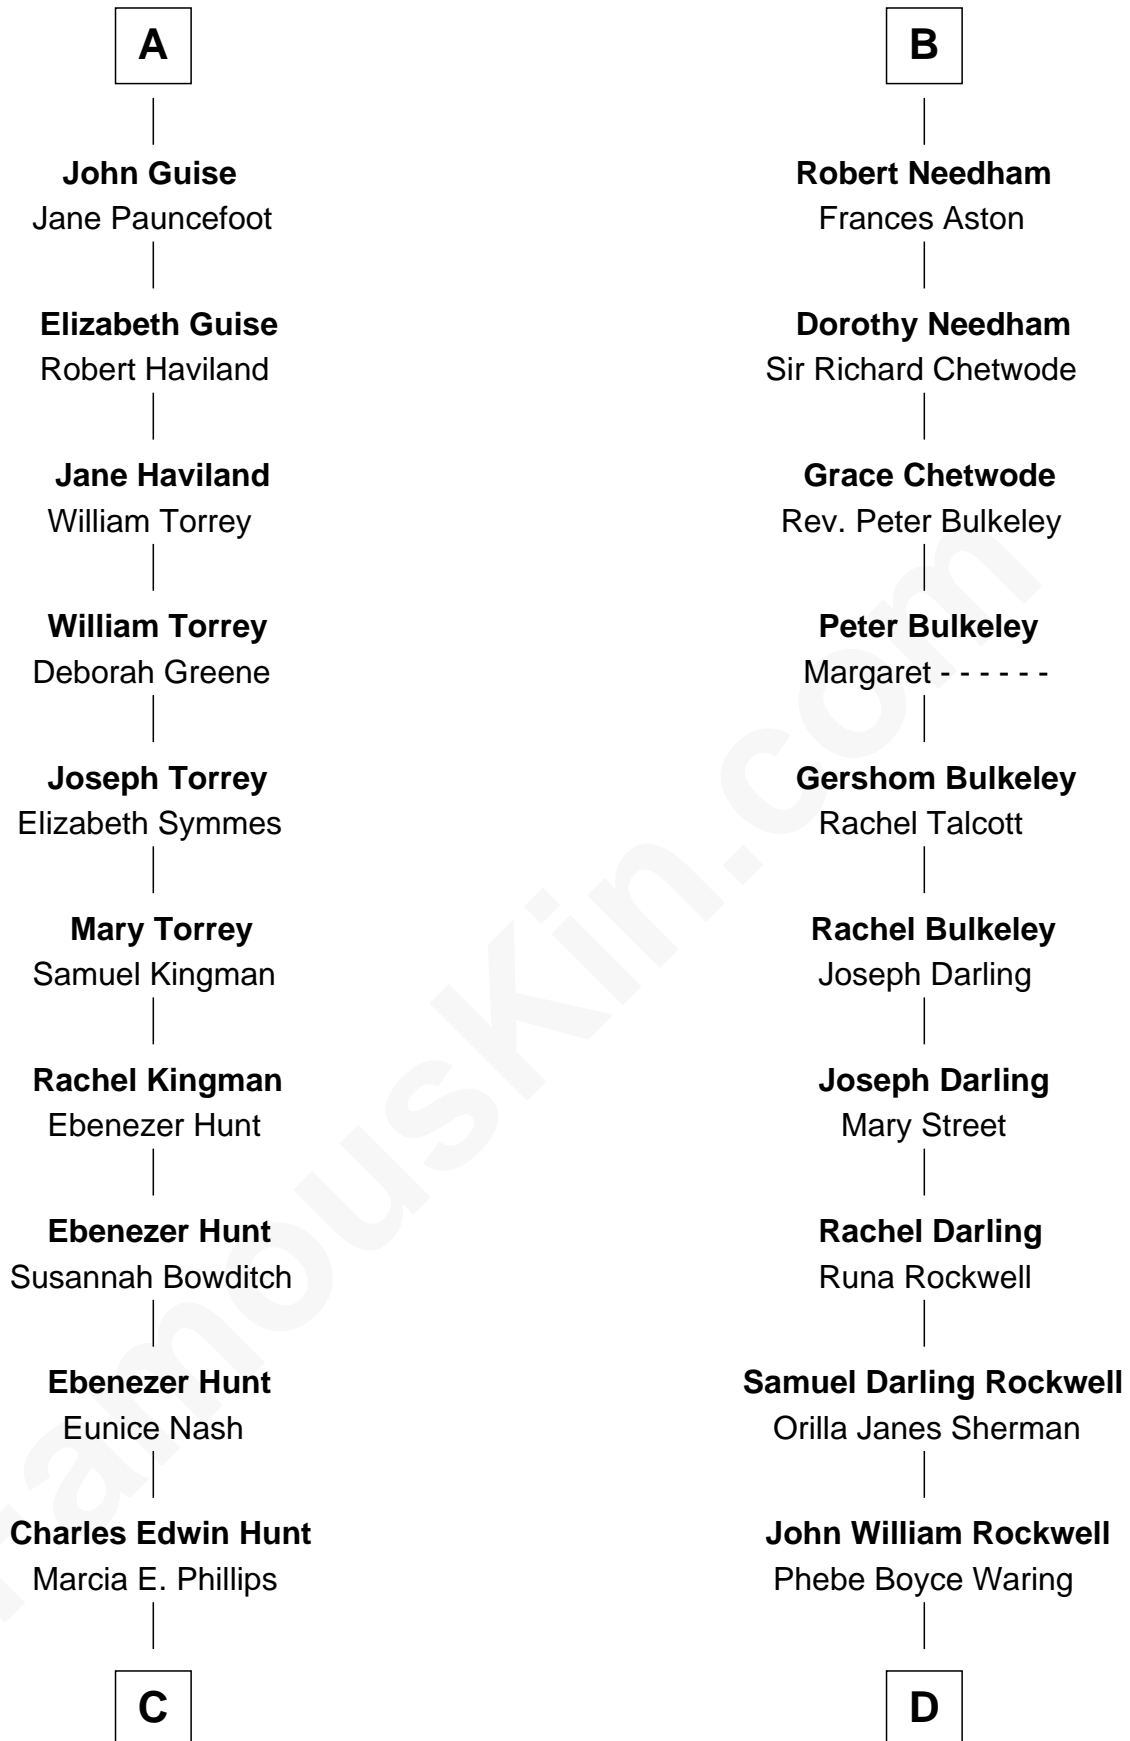 A
John Guise
Jane Pauncefoot
Elizabeth Guise
Robert Haviland
Jane Haviland
William Torrey
William Torrey
Deborah Greene
Joseph Torrey
Elizabeth Symmes
Mary Torrey
Samuel Kingman
Rachel Kingman
Ebenezer Hunt
Ebenezer Hunt
Susannah Bowditch
Ebenezer Hunt
Eunice Nash
Charles Edwin Hunt
Marcia E. Phillips
C
B
Robert Needham
Frances Aston
Dorothy Needham
Sir Richard Chetwode
Grace Chetwode
Rev. Peter Bulkeley
Peter Bulkeley
Margaret - - - - - -
Gershom Bulkeley
Rachel Talcott
Rachel Bulkeley
Joseph Darling
Joseph Darling
Mary Street
Rachel Darling
Runa Rockwell
Samuel Darling Rockwell
Orilla Janes Sherman
John William Rockwell
Phebe Boyce Waring
D
FamousKin.com